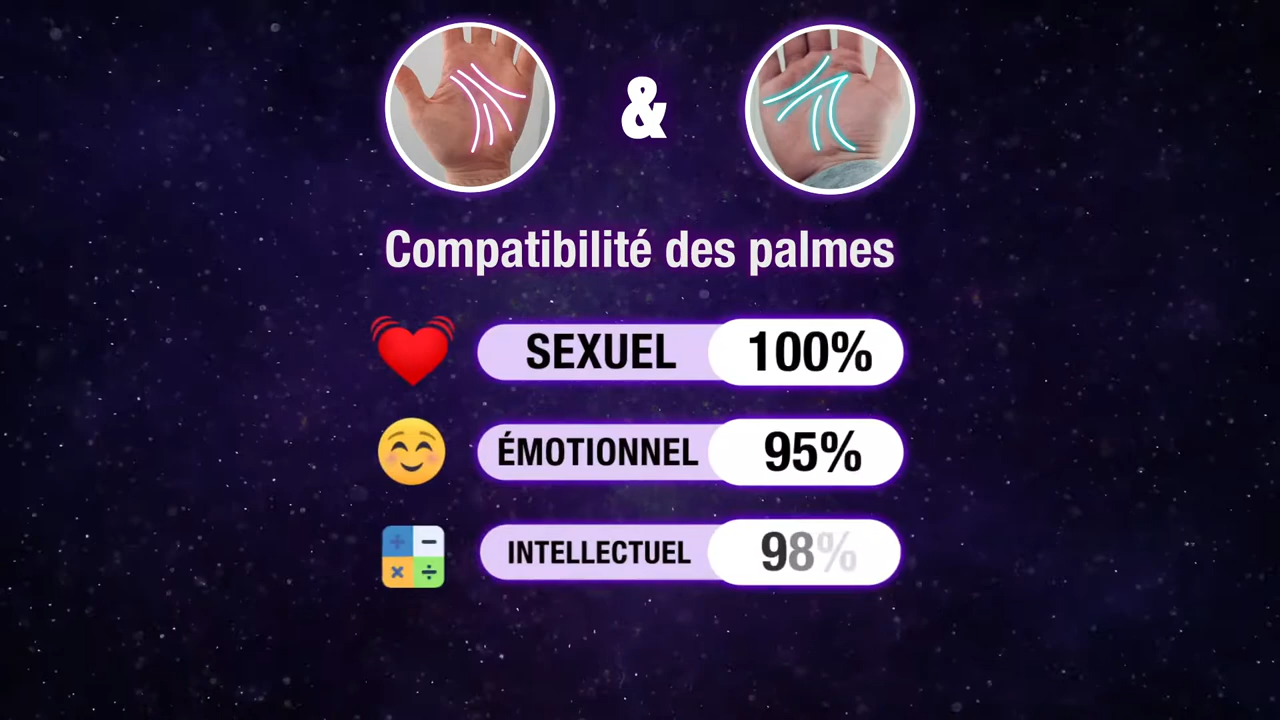 &
Compatibilité des palmes
SEXUEL 100%
ÉMOTIONNEL 95%
INTELLECTUEL 98%